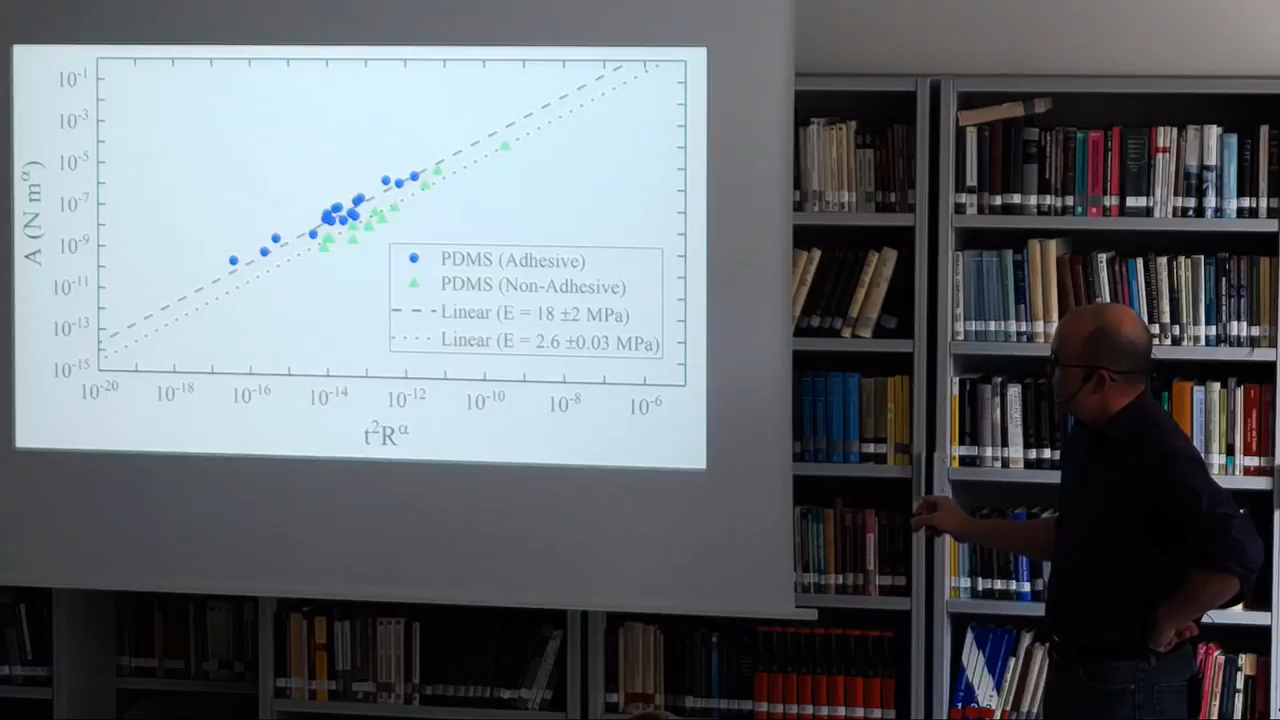 10⁻¹
10⁻³
10⁻⁵
10⁻⁷
10⁻⁹
10⁻¹¹
10⁻¹³
10⁻¹⁵
A (N mᵅ)
PDMS (Adhesive)
PDMS (Non-Adhesive)
Linear (E = 18 ±2 MPa)
Linear (E = 2.6 ±0.03 MPa)
10⁻²⁰ 10⁻¹⁸ 10⁻¹⁶ 10⁻¹⁴ 10⁻¹² 10⁻¹⁰ 10⁻⁸ 10⁻⁶
t²Rᵅ